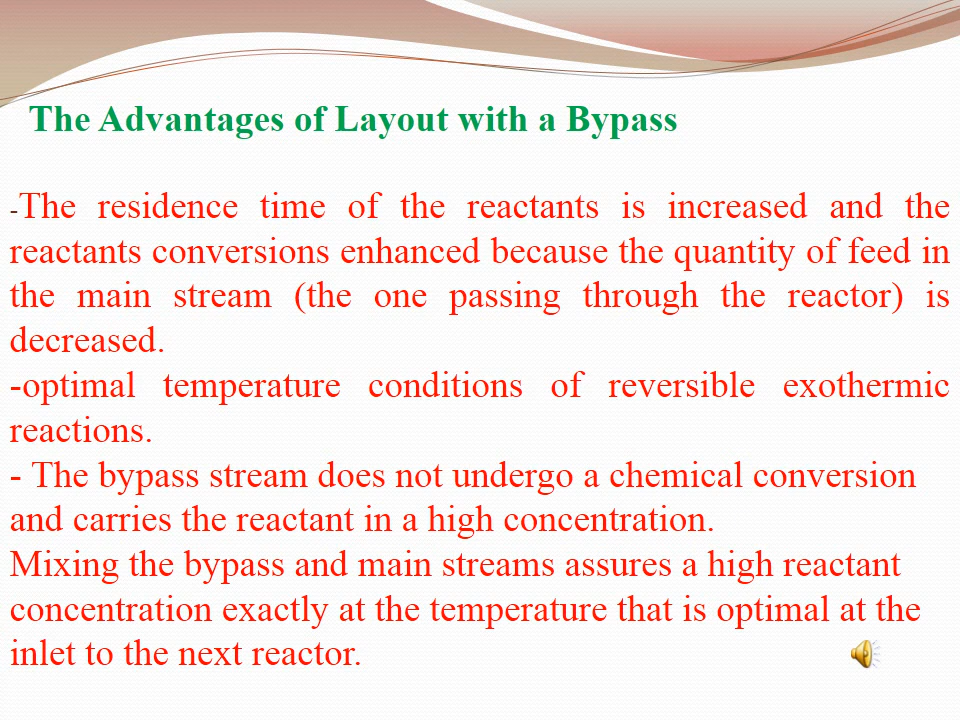 The Advantages of Layout with a Bypass
-The residence time of the reactants is increased and the
reactants conversions enhanced because the quantity of feed in
the main stream (the one passing through the reactor) is
decreased.
-optimal temperature conditions of reversible exothermic
reactions.
- The bypass stream does not undergo a chemical conversion
and carries the reactant in a high concentration.
Mixing the bypass and main streams assures a high reactant
concentration exactly at the temperature that is optimal at the
inlet to the next reactor.